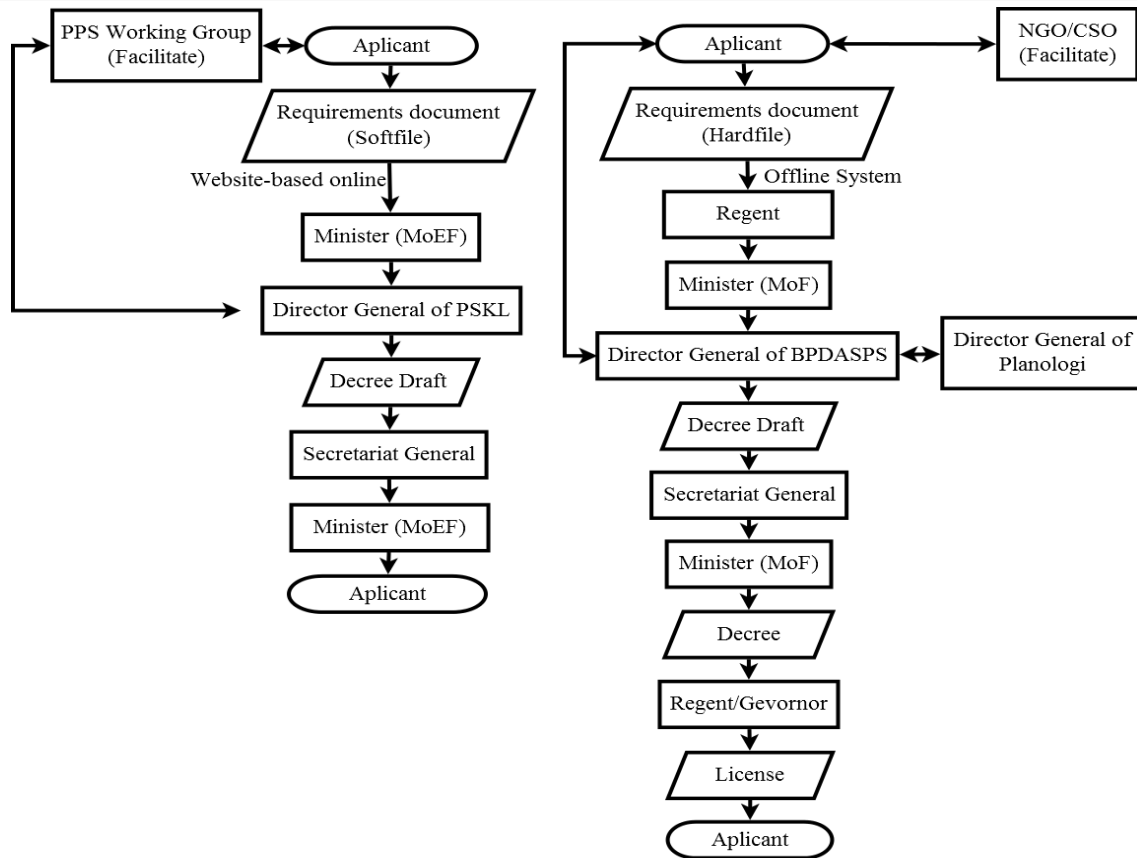 PPS Working Group
(Facilitate)
Aplicant
Requirements document
(Softfile)
Website-based online
Minister (MoEF)
Director General of PSKL
Decree Draft
Secretariat General
Minister (MoEF)
Aplicant
Aplicant
NGO/CSO
(Facilitate)
Requirements document
(Hardfile)
Offline System
Regent
Minister (MoF)
Director General of BPDASPS
Director General of
Planologi
Decree Draft
Secretariat General
Minister (MoF)
Decree
Regent/Gevornor
License
Aplicant